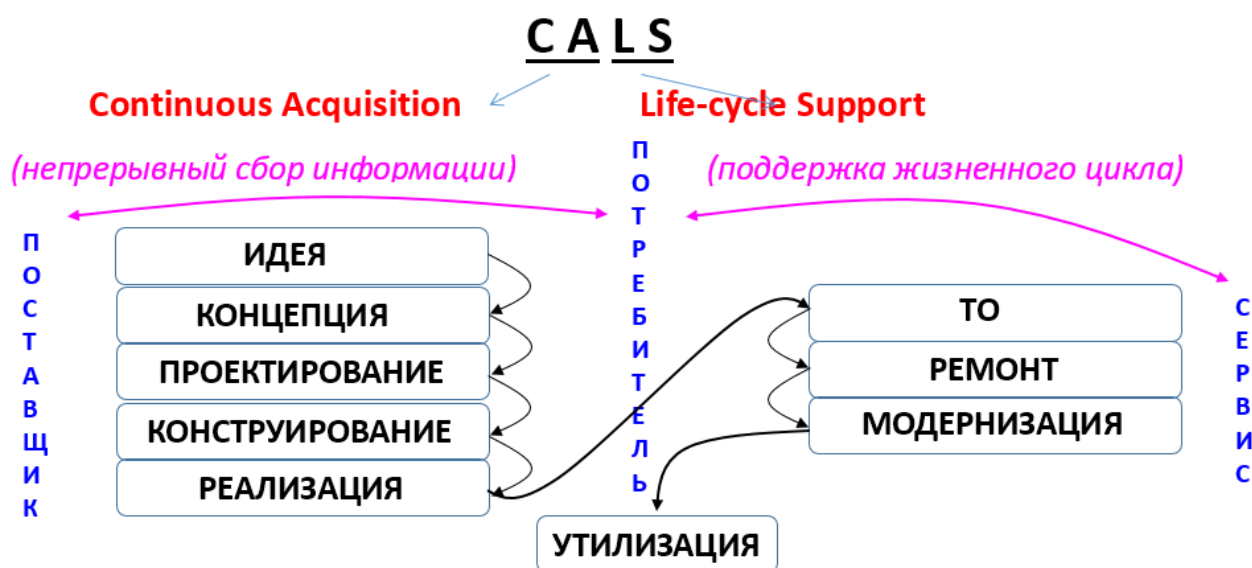 CALS
Continuous Acquisition
Life-cycle Support
(непрерывный сбор информации)
(поддержка жизненного цикла)
ПОСТАВЩИК
ИДЕЯ
КОНЦЕПЦИЯ
ПРОЕКТИРОВАНИЕ
КОНСТРУИРОВАНИЕ
РЕАЛИЗАЦИЯ
ПОТРЕБИТЕЛЬ
ТО
РЕМОНТ
МОДЕРНИЗАЦИЯ
СЕРВИС
УТИЛИЗАЦИЯ